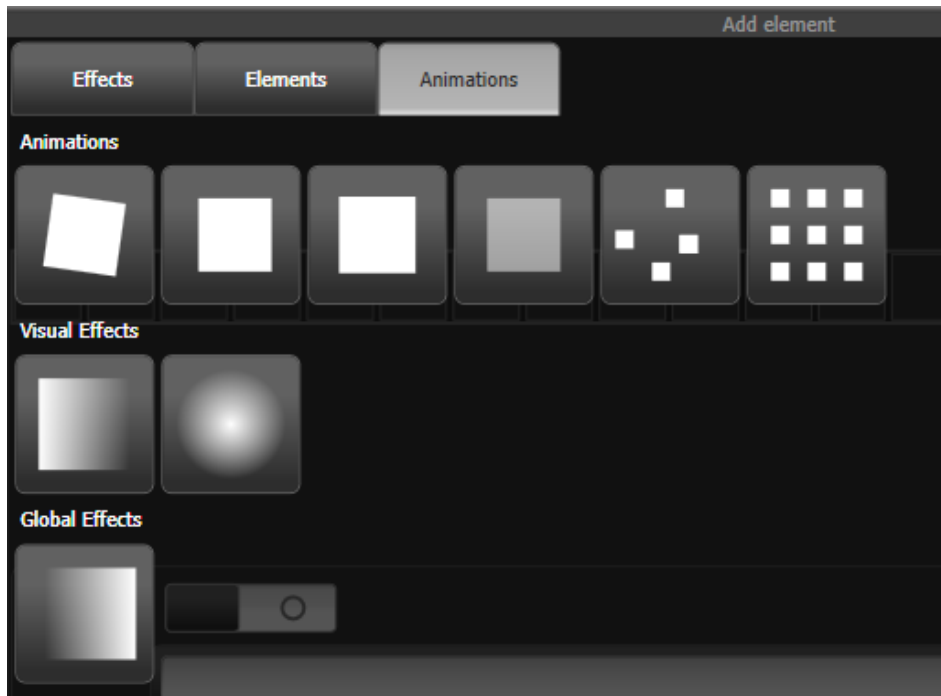 Add element
Effects Elements Animations
Animations
Visual Effects
Global Effects